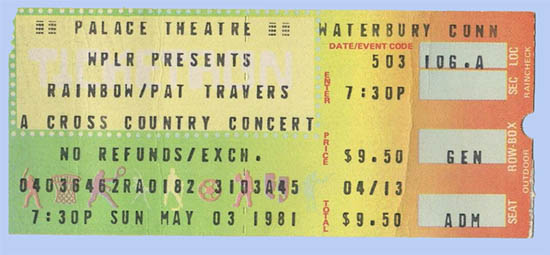 PALACE THEATRE
WATERBURY CONN
DATE/EVENT CODE
WPLR PRESENTS
503 106.A
RAINBOW/PAT TRAVERS
ENTER
7:30P
SEC LOC
RAINCHECK
A CROSS COUNTRY CONCERT
NO REFUNDS/EXCH.
PRICE
$9.50
GEN
ROW-BOX
OUTDOOR
04036462RA0182 3103A45
04/13
7:30PM SUN MAY 03 1981
TOTAL
$9.50
ADM
SEAT